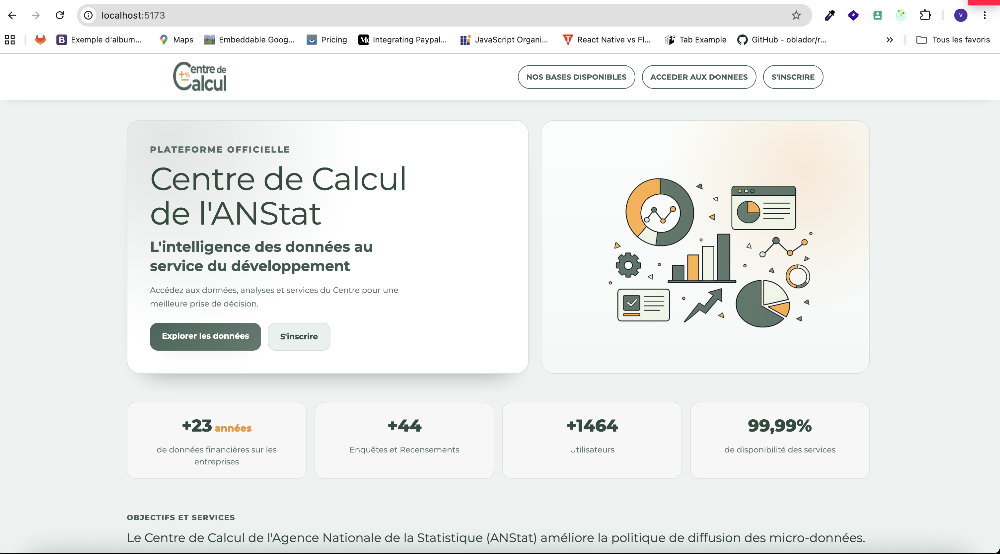 localhost:5173
Exemple d'album...
Maps
Embeddable Goog...
Pricing
Integrating Paypal...
JavaScript Organi...
React Native vs Fl...
Tab Example
GitHub - oblador/r...
Tous les favoris
Centre de
Calcul
NOS BASES DISPONIBLES
ACCEDER AUX DONNEES
S'INSCRIRE
PLATEFORME OFFICIELLE
Centre de Calcul
de l'ANStat
L'intelligence des données au
service du développement
Accédez aux données, analyses et services du Centre pour une
meilleure prise de décision.
Explorer les données
S'inscrire
+23 années
de données financières sur les
entreprises
+44
Enquêtes et Recensements
+1464
Utilisateurs
99,99%
de disponibilité des services
OBJECTIFS ET SERVICES
Le Centre de Calcul de l'Agence Nationale de la Statistique (ANStat) améliore la politique de diffusion des micro-données.